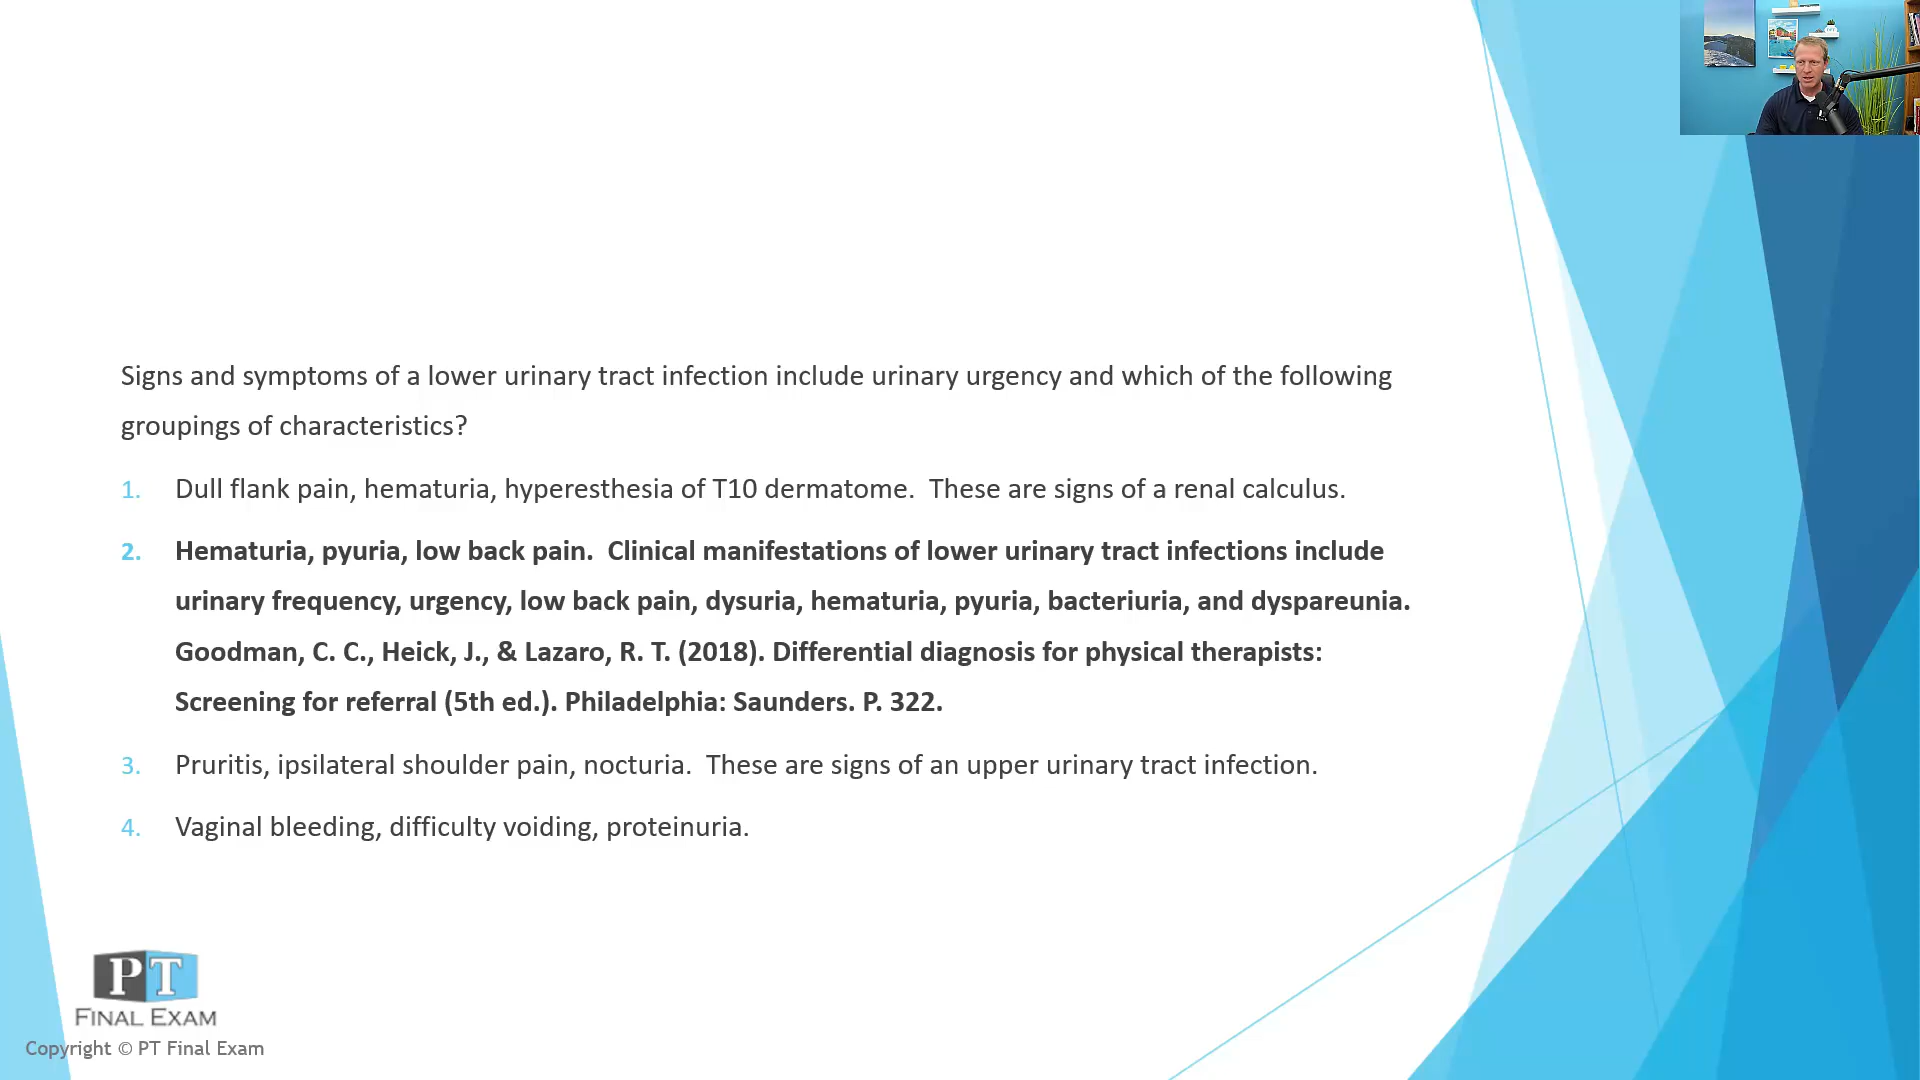 Signs and symptoms of a lower urinary tract infection include urinary urgency and which of the following
groupings of characteristics?
1. Dull flank pain, hematuria, hyperesthesia of T10 dermatome. These are signs of a renal calculus.
2. Hematuria, pyuria, low back pain. Clinical manifestations of lower urinary tract infections include
urinary frequency, urgency, low back pain, dysuria, hematuria, pyuria, bacteriuria, and dyspareunia.
Goodman, C. C., Heick, J., & Lazaro, R. T. (2018). Differential diagnosis for physical therapists:
Screening for referral (5th ed.). Philadelphia: Saunders. P. 322.
3. Pruritis, ipsilateral shoulder pain, nocturia. These are signs of an upper urinary tract infection.
4. Vaginal bleeding, difficulty voiding, proteinuria.
PT
FINAL EXAM
Copyright © PT Final Exam